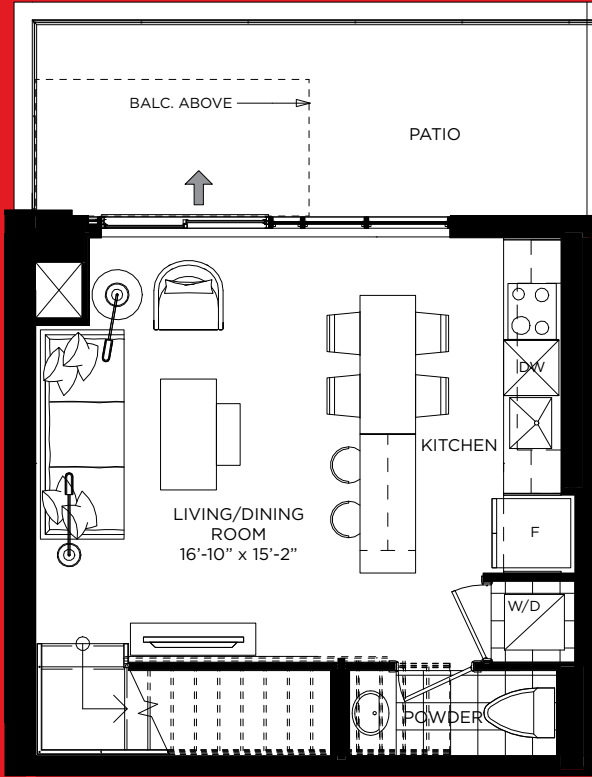 BALC. ABOVE
PATIO
DW
KITCHEN
LIVING/DINING
ROOM
16'-10" x 15'-2"
F
W/D
POWDER